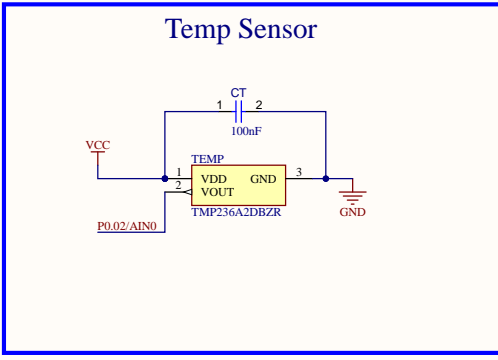 Temp Sensor
CT
1 2
100nF
VCC
TEMP
1 VDD GND 3
2 VOUT
TMP236A2DBZR
GND
P0.02/AIN0